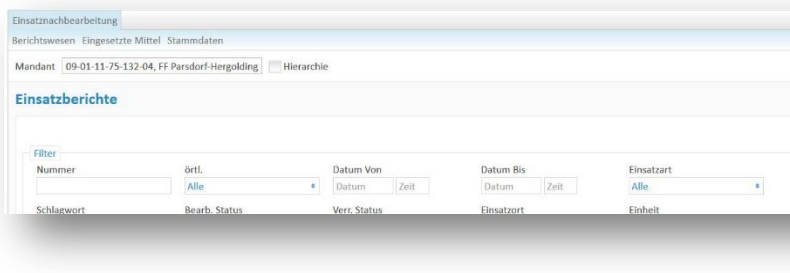 Einsatznachbearbeitung
Berichtswesen Eingesetzte Mittel Stammdaten
Mandant 09-01-11-75-132-04, FF Parsdorf-Hergolding Hierarchie
Einsatzberichte
Filter
Nummer örtl. Datum Von Datum Bis Einsatzart
Alle Datum Zeit Datum Zeit Alle
Schlagwort Bearb. Status Verr. Status Einsatzort Einheit